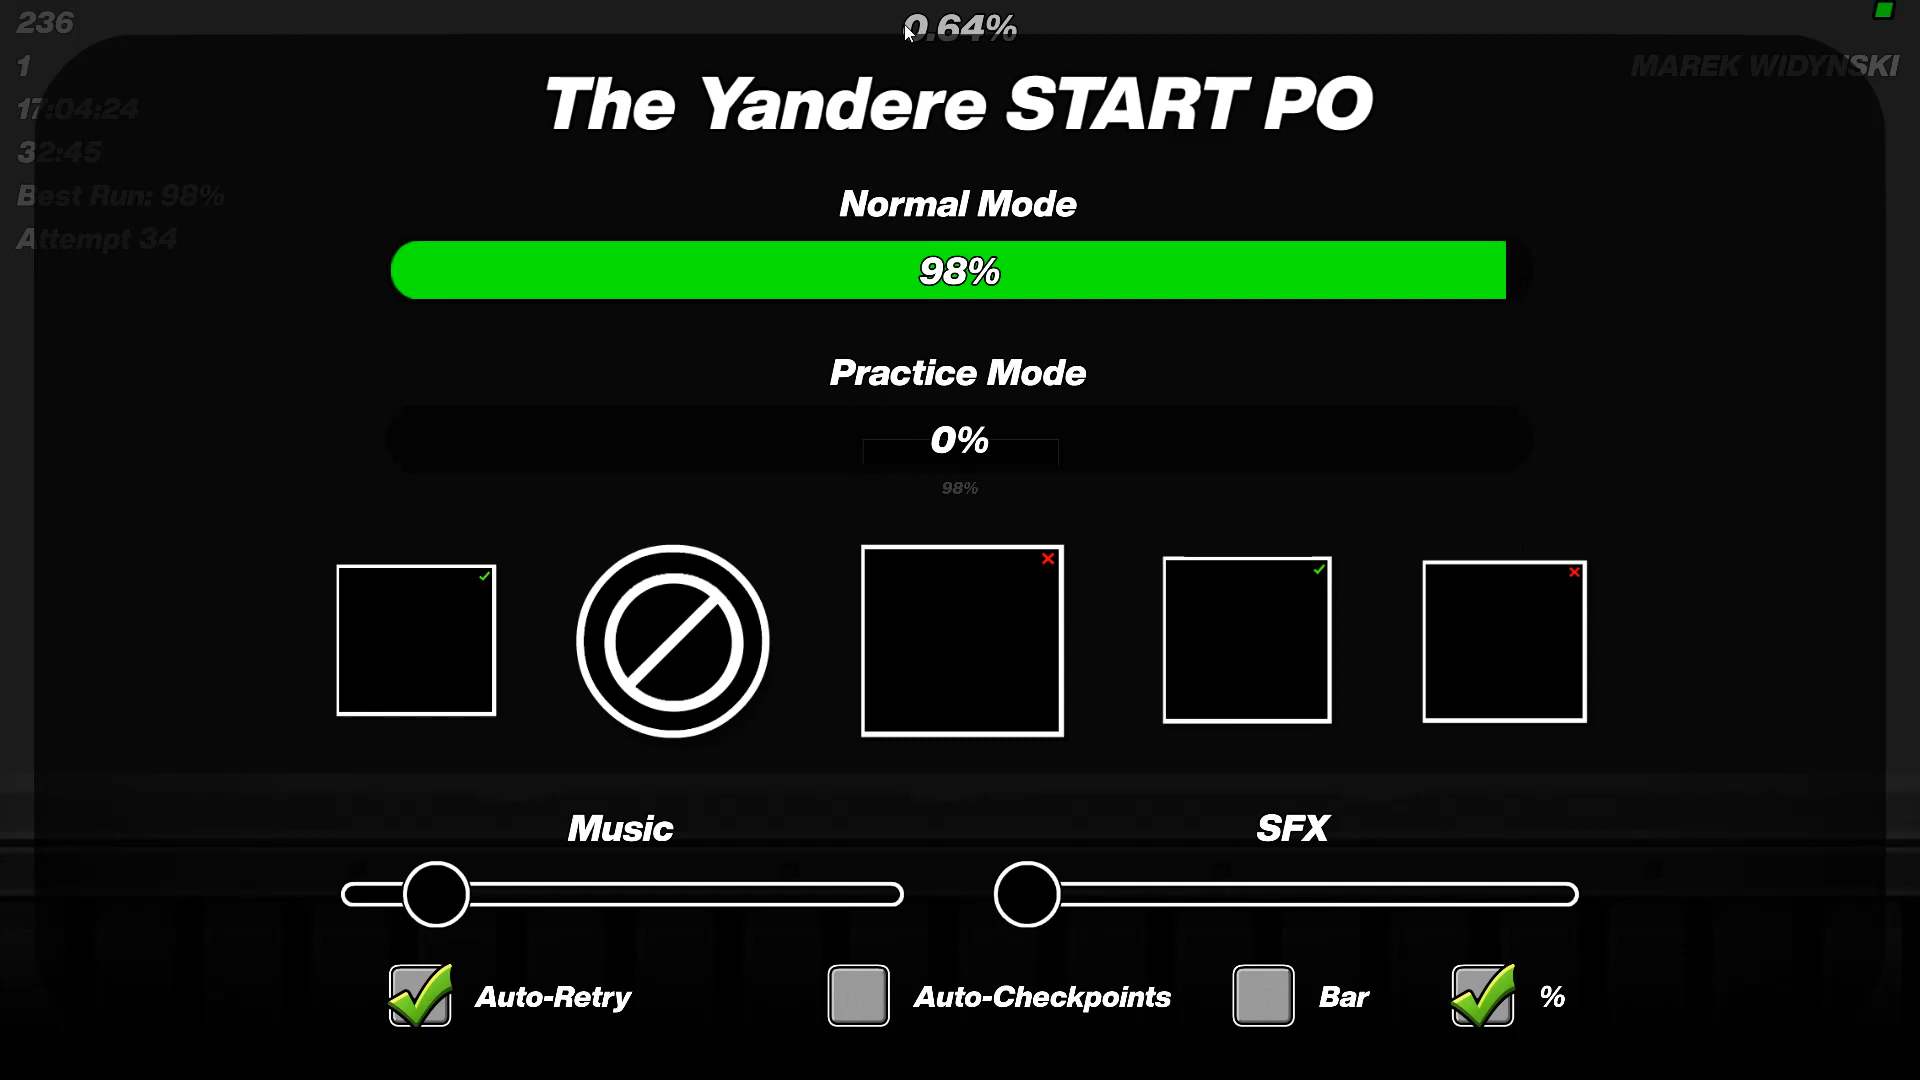 236
0.64%
1
MAREK WIDYNSKI
The Yandere START PO
17:04:24
32:45
Best Run: 98%
Normal Mode
Attempt 34
98%
Practice Mode
0%
98%
Music
SFX
Auto-Retry
Auto-Checkpoints
Bar
%